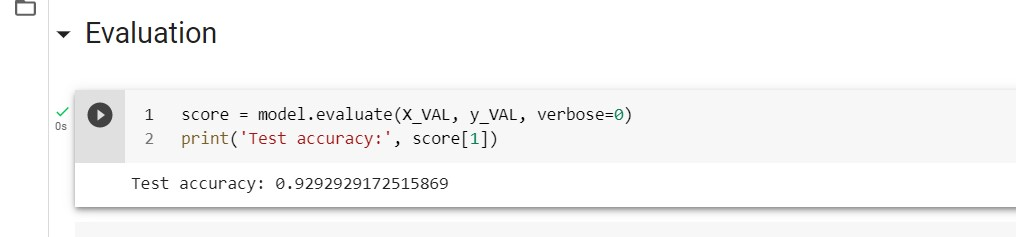 Evaluation
1 score = model.evaluate(X_VAL, y_VAL, verbose=0)
0s
2 print('Test accuracy:', score[1])
Test accuracy: 0.9292929172515869